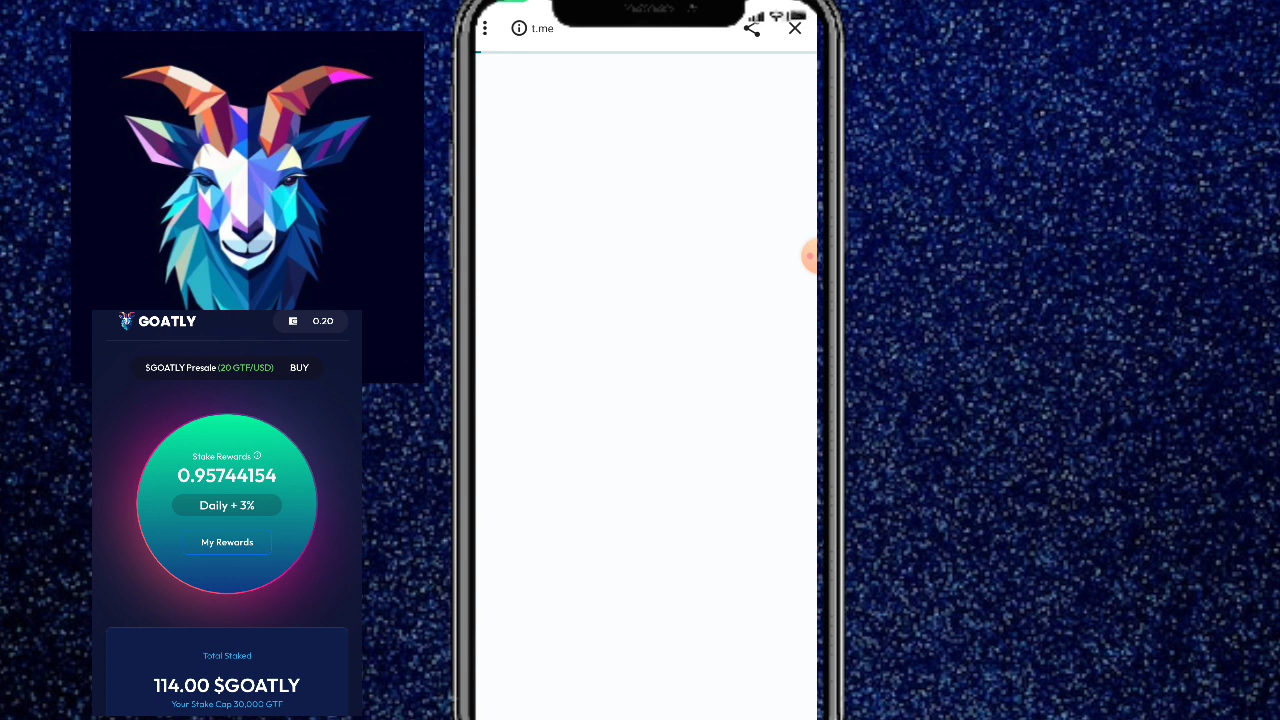 t.me
GOATLY
0.20
$GOATLY Presale (20 GTF/USD) BUY
Stake Rewards
0.95744154
Daily + 3%
My Rewards
Total Staked
114.00 $GOATLY
Your Stake Cap 30,000 GTF